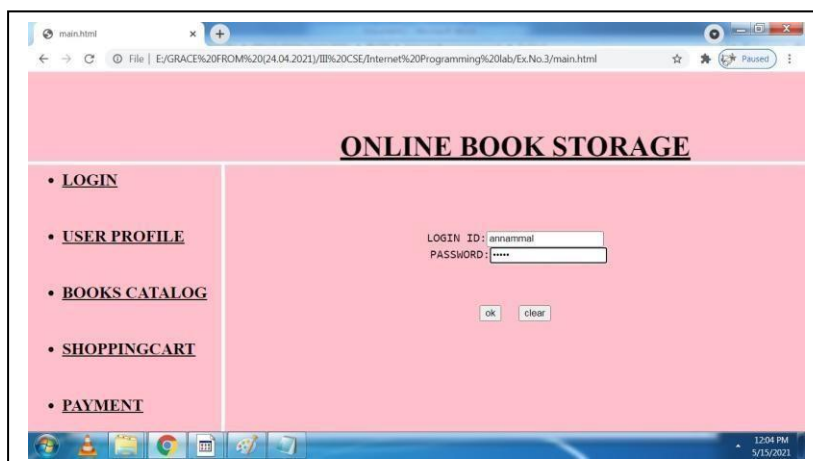 main.html
File | E:/GRACE%20FROM%20(24.04.2021)/III%20CSE/Internet%20Programming%20lab/Ex.No.3/main.html
Paused
ONLINE BOOK STORAGE
• LOGIN
• USER PROFILE
• BOOKS CATALOG
• SHOPPINGCART
• PAYMENT
LOGIN ID: annammal
PASSWORD: •••••
ok clear
12:04 PM
5/15/2021